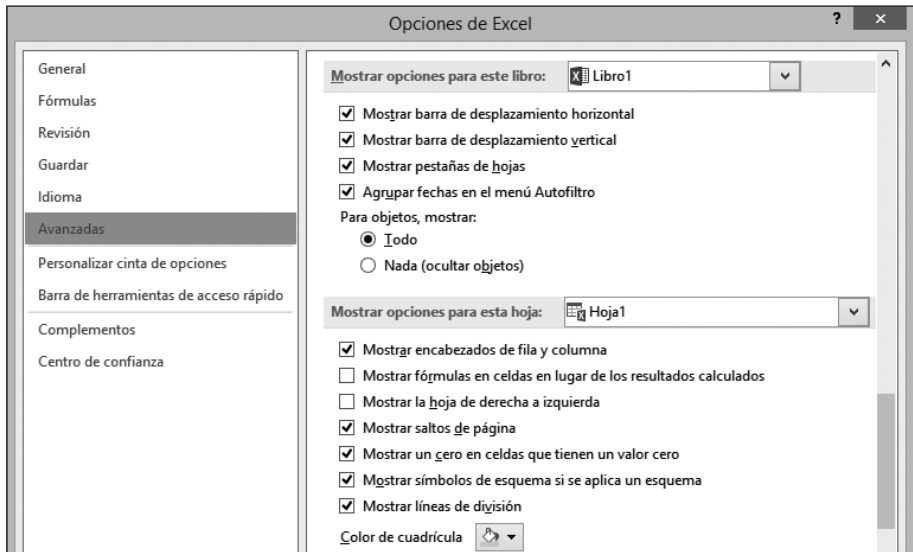 Opciones de Excel
?
General
Fórmulas
Revisión
Guardar
Idioma
Avanzadas
Personalizar cinta de opciones
Barra de herramientas de acceso rápido
Complementos
Centro de confianza
Mostrar opciones para este libro: Libro1
Mostrar barra de desplazamiento horizontal
Mostrar barra de desplazamiento vertical
Mostrar pestañas de hojas
Agrupar fechas en el menú Autofiltro
Para objetos, mostrar:
Todo
Nada (ocultar objetos)
Mostrar opciones para esta hoja: Hoja1
Mostrar encabezados de fila y columna
Mostrar fórmulas en celdas en lugar de los resultados calculados
Mostrar la hoja de derecha a izquierda
Mostrar saltos de página
Mostrar un cero en celdas que tienen un valor cero
Mostrar símbolos de esquema si se aplica un esquema
Mostrar líneas de división
Color de cuadrícula